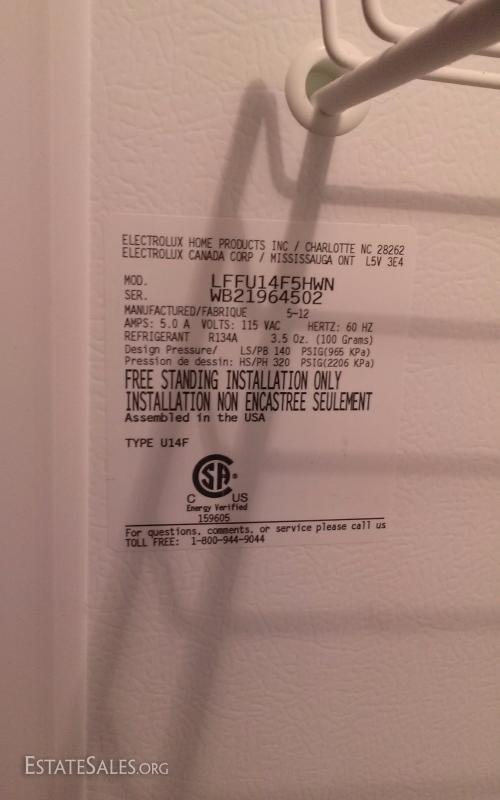 ELECTROLUX HOME PRODUCTS INC / CHARLOTTE NC 28262
ELECTROLUX CANADA CORP / MISSISSAUGA ONT L5V 3E4
MOD. LFFU14F5HWN
SER. WB21964502
MANUFACTURED/FABRIQUE 5-12
AMPS: 5.0 A VOLTS: 115 VAC HERTZ: 60 HZ
REFRIGERANT R134A 3.5 Oz. (100 Grams)
Design Pressure/ LS/PB 140 PSIG(965 KPa)
Pression de dessin: HS/PH 320 PSIG(2206 KPa)
FREE STANDING INSTALLATION ONLY
INSTALLATION NON ENCASTREE SEULEMENT
Assembled in the USA
TYPE U14F
SA ®
C US
Energy Verified
159605
For questions, comments, or service please call us
TOLL FREE: 1-800-944-9044
ESTATESALES.ORG